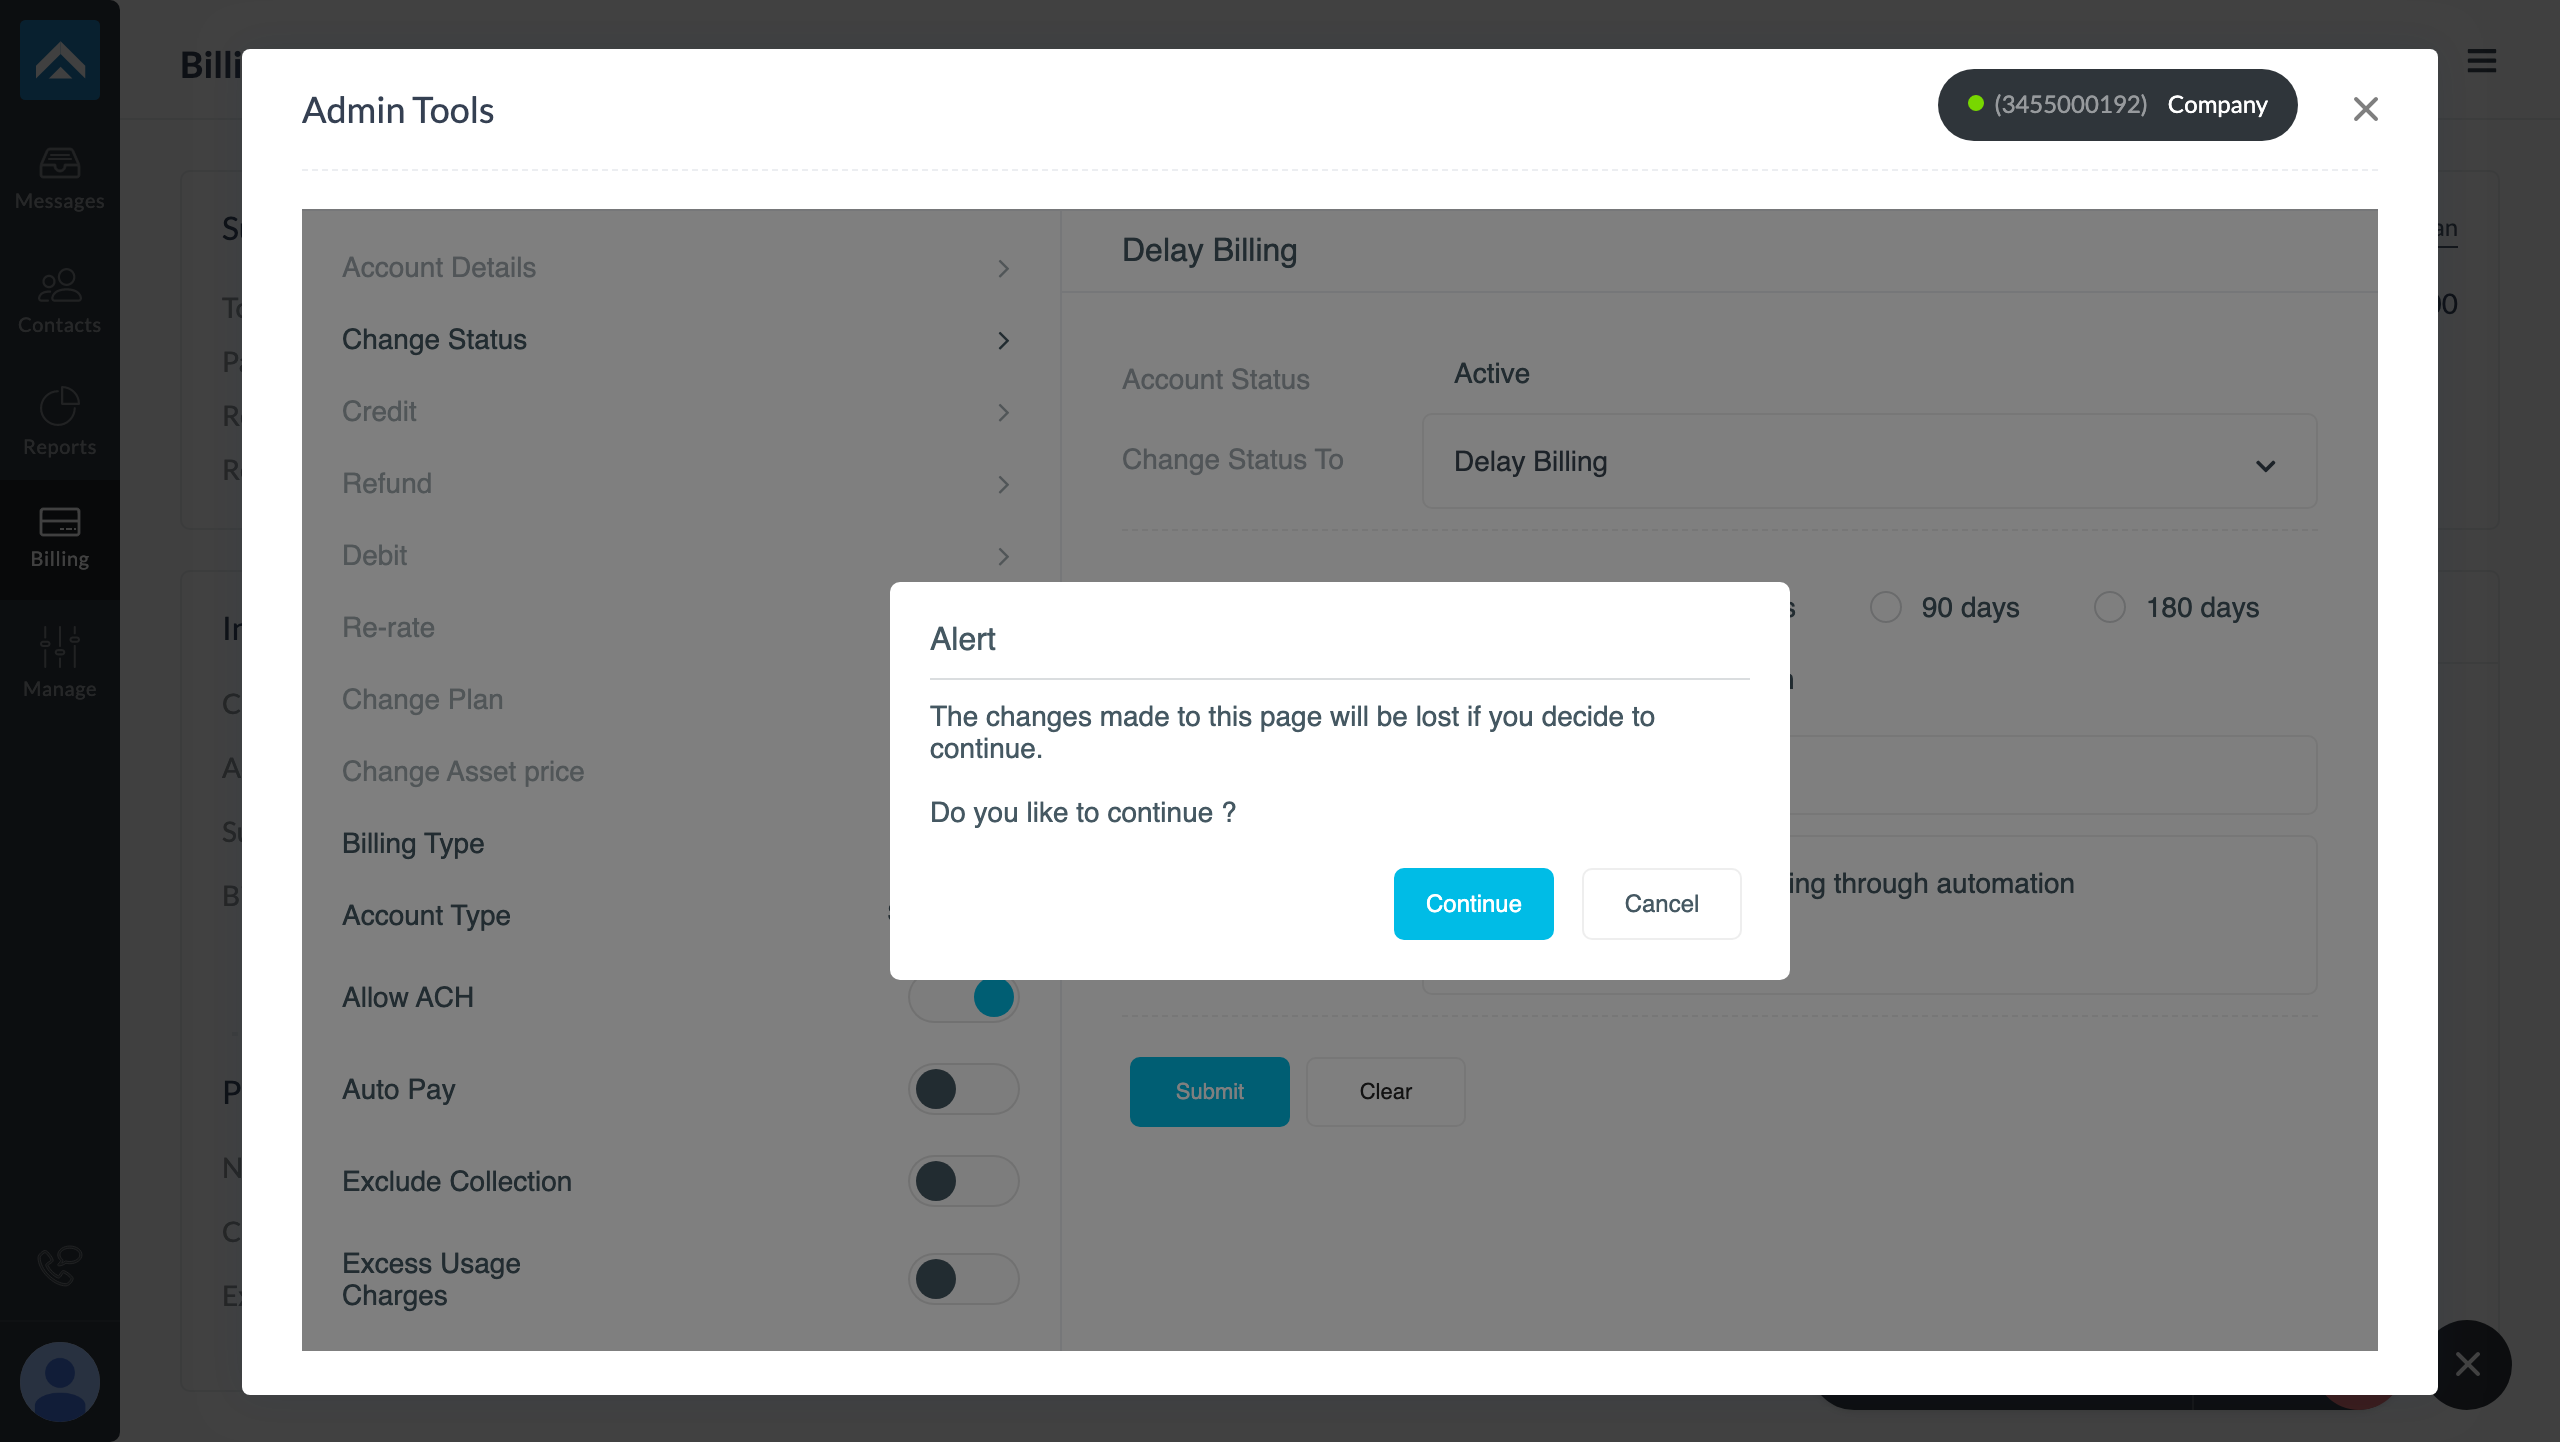 Messages
Contacts
Reports
Billing
Manage
Admin Tools
(3455000192) Company
Account Details
Change Status
Credit
Refund
Debit
Re-rate
Change Plan
Change Asset price
Billing Type
Account Type
Allow ACH
Auto Pay
Exclude Collection
Excess Usage
Charges
Delay Billing
Account Status
Active
Change Status To
Delay Billing
90 days
180 days
through automation
Submit
Clear
Alert
The changes made to this page will be lost if you decide to
continue.
Do you like to continue ?
Continue
Cancel